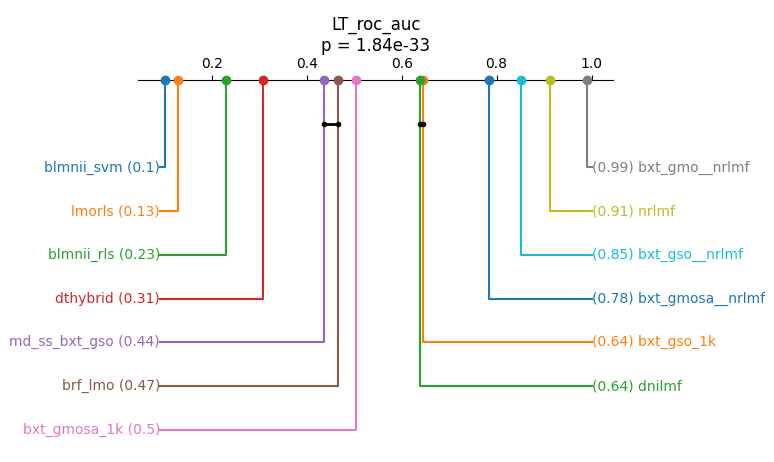 LT_roc_auc
p = 1.84e-33
0.2 0.4 0.6 0.8 1.0
blmnii_svm (0.1)
(0.99) bxt_gmo__nrlmf
lmorls (0.13)
(0.91) nrlmf
blmnii_rls (0.23)
(0.85) bxt_gso__nrlmf
dthybrid (0.31)
(0.78) bxt_gmosa__nrlmf
md_ss_bxt_gso (0.44)
(0.64) bxt_gso_1k
brf_lmo (0.47)
(0.64) dnilmf
bxt_gmosa_1k (0.5)